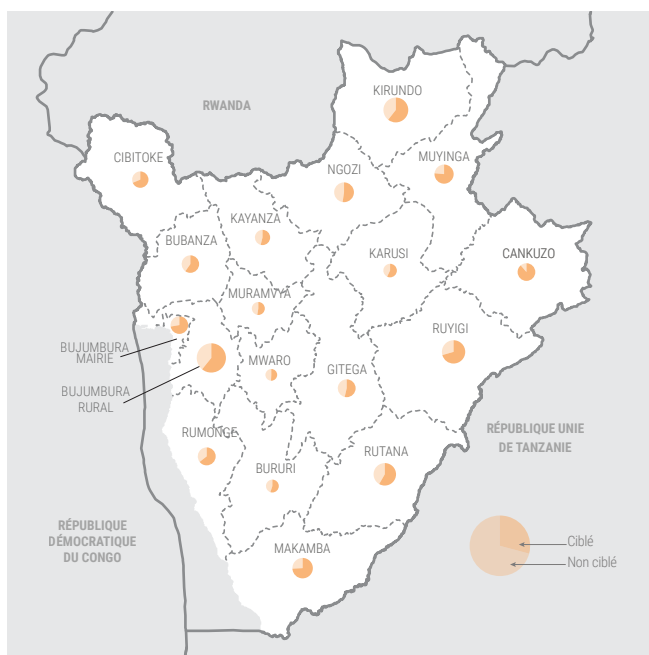 KIRUNDO
RWANDA
MUYINGA
CIBITOKE
NGOZI
KAYANZA
BUBANZA
KARUSI
CANKUZO
MURAMVYA
RUYIGI
BUJUMBURA
MAIRIE
MWARO
GITEGA
BUJUMBURA
RURAL
RUMONGE
RÉPUBLIQUE UNIE
DE TANZANIE
RUTANA
BURURI
RÉPUBLIQUE
DÉMOCRATIQUE
DU CONGO
MAKAMBA
Ciblé
Non ciblé